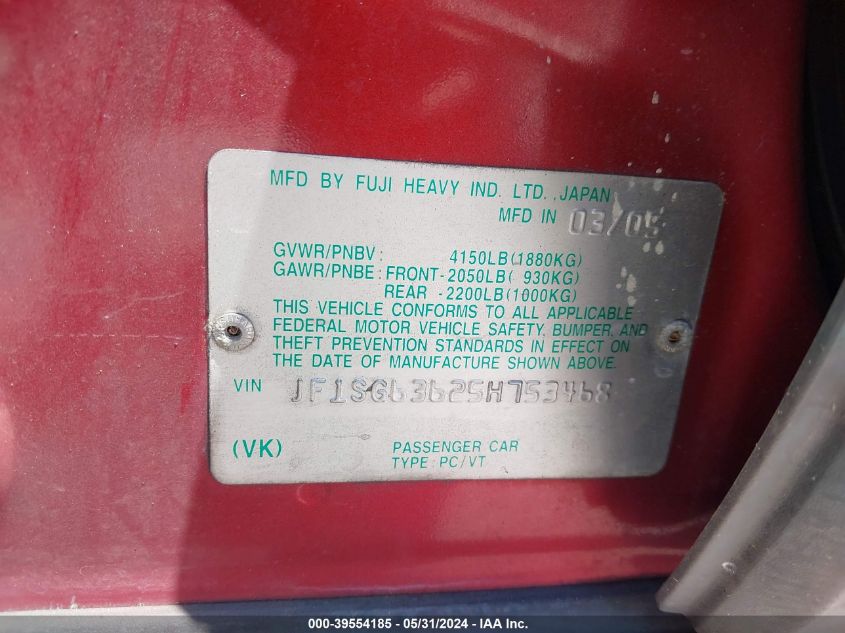 MFD BY FUJI HEAVY IND. LTD.,JAPAN
MFD IN 03/05
GVWR/PNBV: 4150LB(1880KG)
GAWR/PNBE: FRONT-2050LB( 930KG)
REAR -2200LB(1000KG)
THIS VEHICLE CONFORMS TO ALL APPLICABLE
FEDERAL MOTOR VEHICLE SAFETY, BUMPER, AND
THEFT PREVENTION STANDARDS IN EFFECT ON
THE DATE OF MANUFACTURE SHOWN ABOVE.
VIN JF1SG63625H753468
(VK) PASSENGER CAR
TYPE: PC/VT
000-39554185 - 05/31/2024 - IAA Inc.